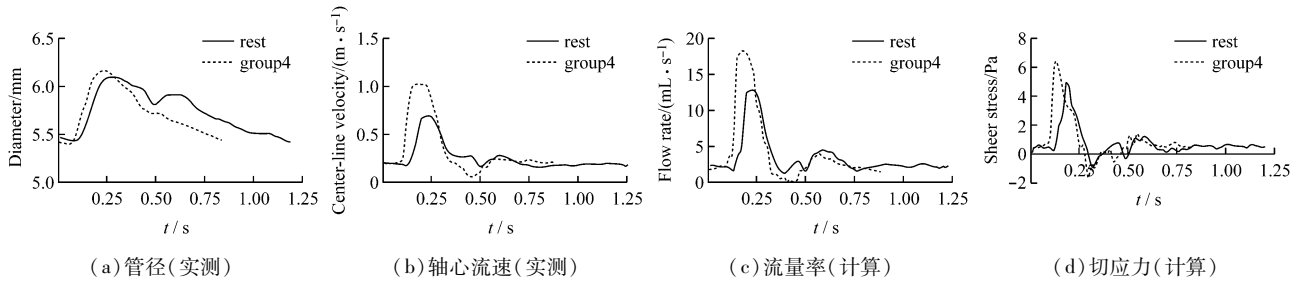 Diameter/mm
6.5
6.0
5.5
5.0
0
0.25
0.50
0.75
1.00
1.25
t / s
rest
group4
(a)管径(实测)
Center-line velocity/(m·s⁻¹)
1.5
1.0
0.5
0
0.25
0.50
0.75
1.00
1.25
t / s
rest
group4
(b)轴心流速(实测)
Flow rate/(mL·s⁻¹)
20
15
10
5
0
0.25
0.50
0.75
1.00
1.25
t / s
rest
group4
(c)流量率(计算)
Sheer stress/Pa
8
6
4
2
0
−2
0.25
0.50
0.75
1.00
1.25
t / s
rest
group4
(d)切应力(计算)